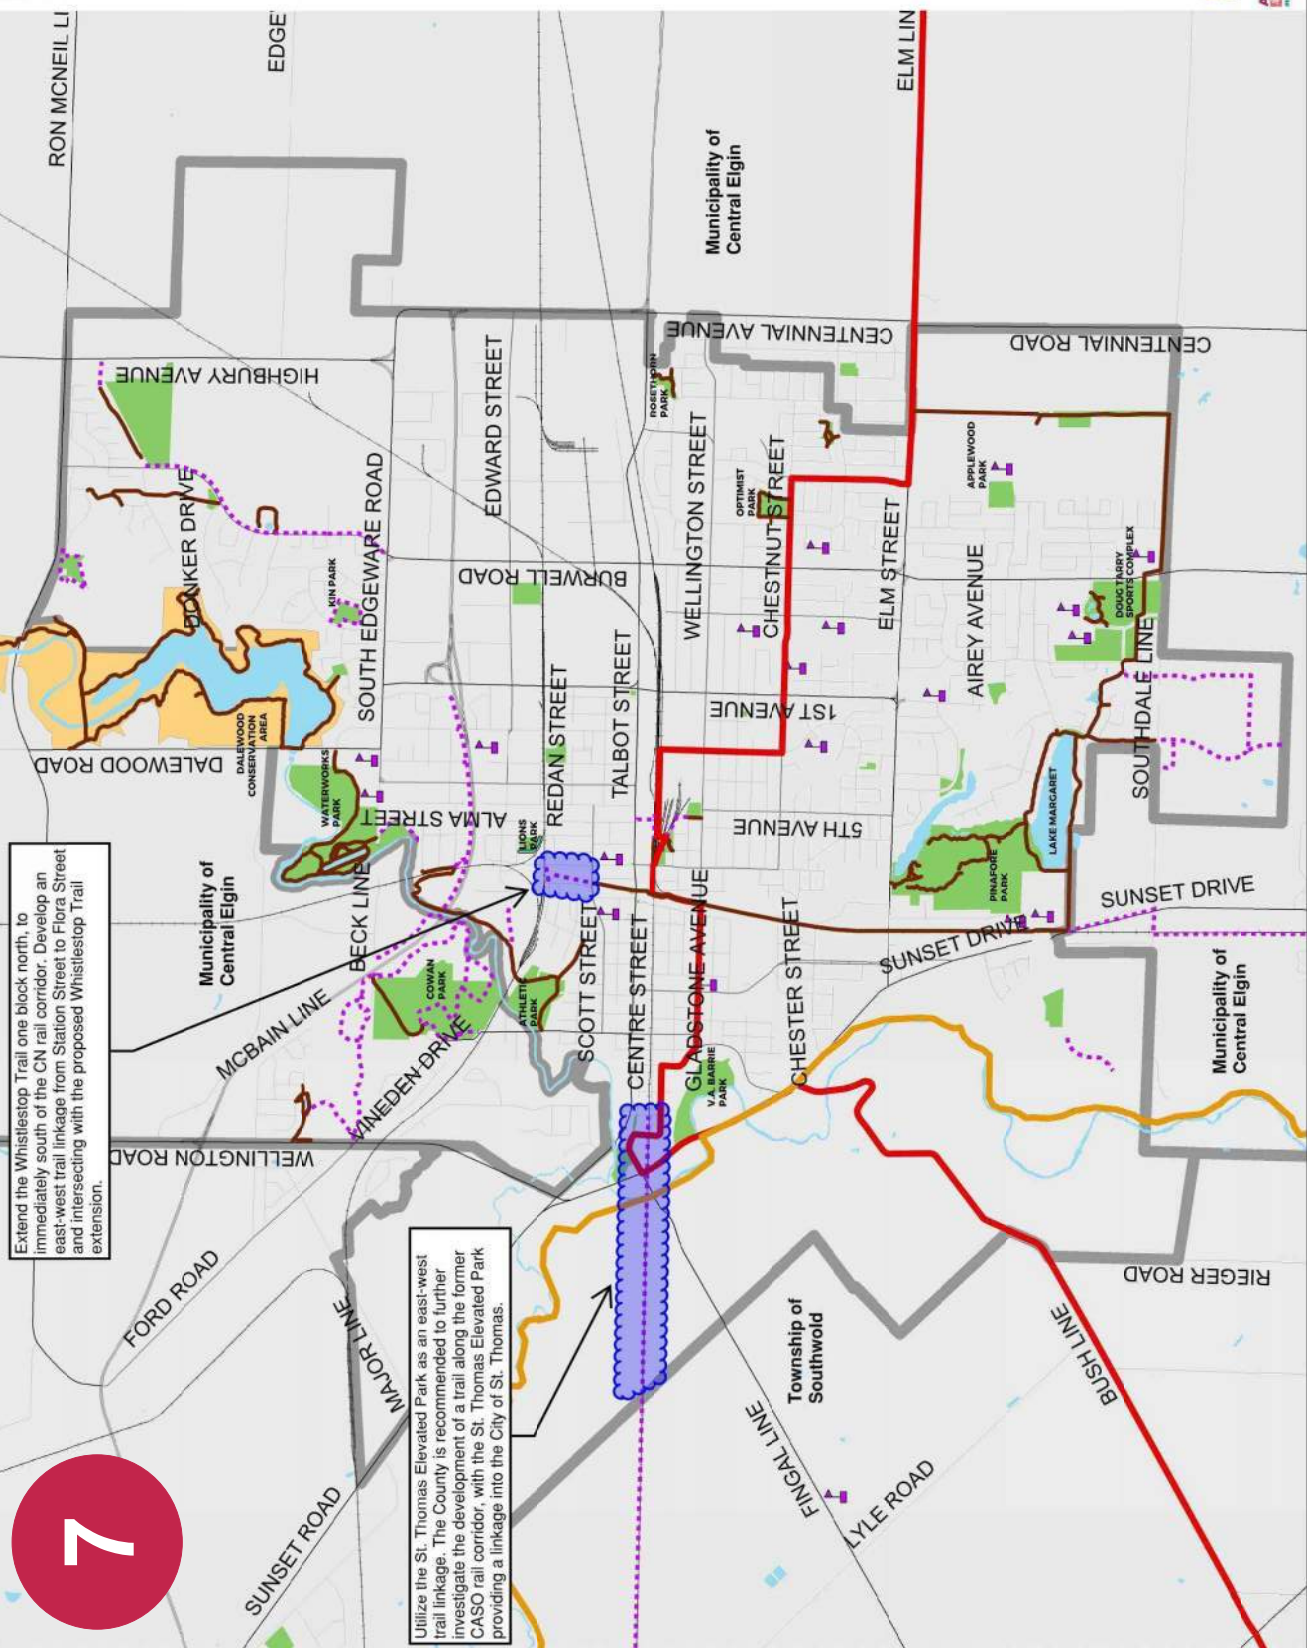 7
Extend the Whistlestop Trail one block north, to
immediately south of the CN rail corridor. Develop an
east-west trail linkage from Station Street to Flora Street
and intersecting with the proposed Whistlestop Trail
extension.
Utilize the St. Thomas Elevated Park as an east-west
trail linkage. The County is recommended to further
investigate the development of a trail along the former
CASO rail corridor, with the St. Thomas Elevated Park
providing a linkage into the City of St. Thomas.
SUNSET ROAD
FORD ROAD
MAJOR LINE
WELLINGTON ROAD
MCBAIN LINE
VINEDEN DRIVE
BECK LINE
Municipality of
Central Elgin
COWAN
PARK
ATHLETIC
PARK
WATERWORKS
PARK
ALMA STREET
LIONS
PARK
DALEWOOD ROAD
DALEWOOD
CONSERVATION
AREA
DONKER DRIVE
KIN PARK
SOUTH EDGEWARE ROAD
HIGHBURY AVENUE
RON MCNEIL LI
EDGE
EDWARD STREET
BURWELL ROAD
REDAN STREET
TALBOT STREET
SCOTT STREET
CENTRE STREET
GLADSTONE AVENUE
V.A. BARRIE
PARK
CHESTER STREET
WELLINGTON STREET
ROSETHORN
PARK
CENTENNIAL AVENUE
Municipality of
Central Elgin
OPTIMIST
PARK
CHESTNUT STREET
1ST AVENUE
5TH AVENUE
ELM STREET
ELM LIN
CENTENNIAL ROAD
APPLEWOOD
PARK
AIREY AVENUE
DOUG TARRY
SPORTS COMPLEX
SOUTHDALE LINE
LAKE MARGARET
PINAFORE
PARK
SUNSET DRIVE
SUNSET DRIVE
Municipality of
Central Elgin
RIEGER ROAD
BUSH LINE
Township of
Southwold
FINGAL LINE
LYLE ROAD